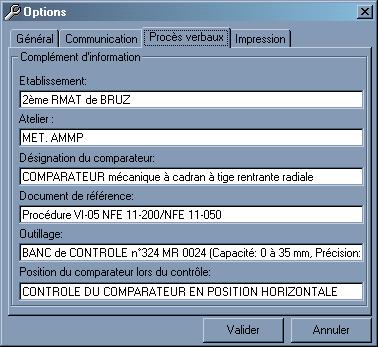 Options
Général
Communication
Procès verbaux
Impression
Complément d'information
Etablissement:
2ème RMAT de BRUZ
Atelier :
MET. AMMP
Désignation du comparateur:
COMPARATEUR mécanique à cadran à tige rentrante radiale
Document de référence:
Procédure VI-05 NFE 11-200/NFE 11-050
Outillage:
BANC de CONTROLE n°324 MR 0024 (Capacité: 0 à 35 mm, Précision:
Position du comparateur lors du contrôle:
CONTROLE DU COMPARATEUR EN POSITION HORIZONTALE
Valider
Annuler